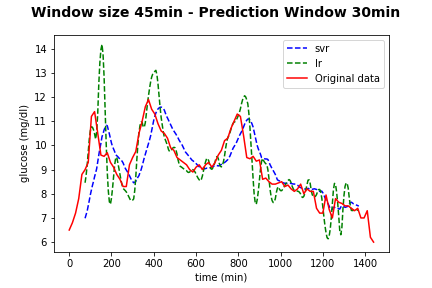 Window size 45min - Prediction Window 30min
svr
lr
Original data
glucose (mg/dl)
14
13
12
11
10
9
8
7
6
0 200 400 600 800 1000 1200 1400
time (min)